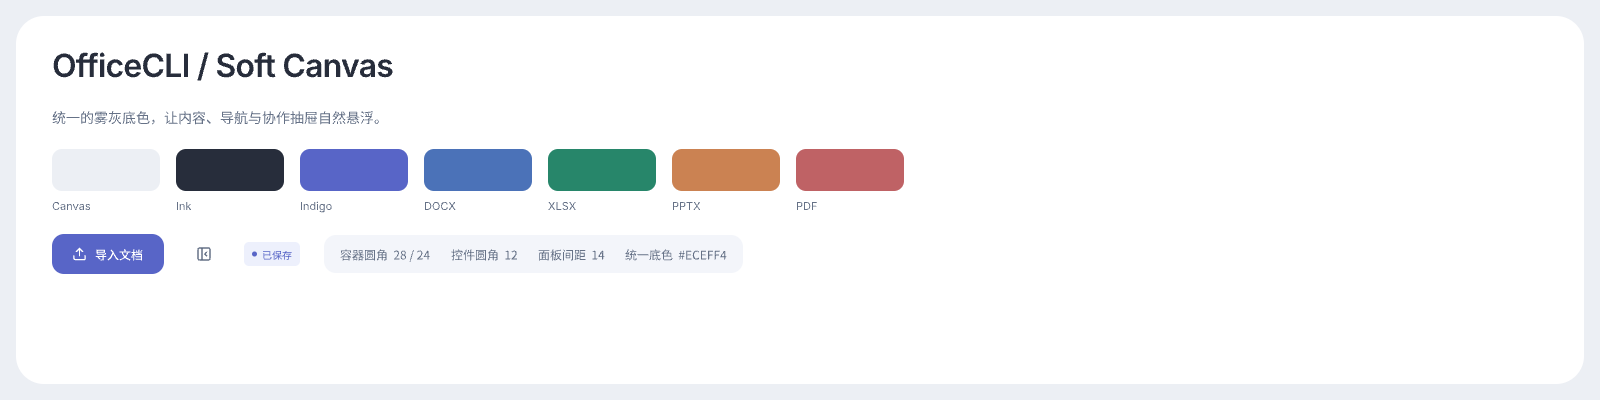 OfficeCLI / Soft Canvas
统一的雾灰底色，让内容、导航与协作抽屉自然悬浮。
Canvas Ink Indigo DOCX XLSX PPTX PDF
导入文档 已保存 容器圆角 28 / 24 控件圆角 12 面板间距 14 统一底色 #ECEFF4